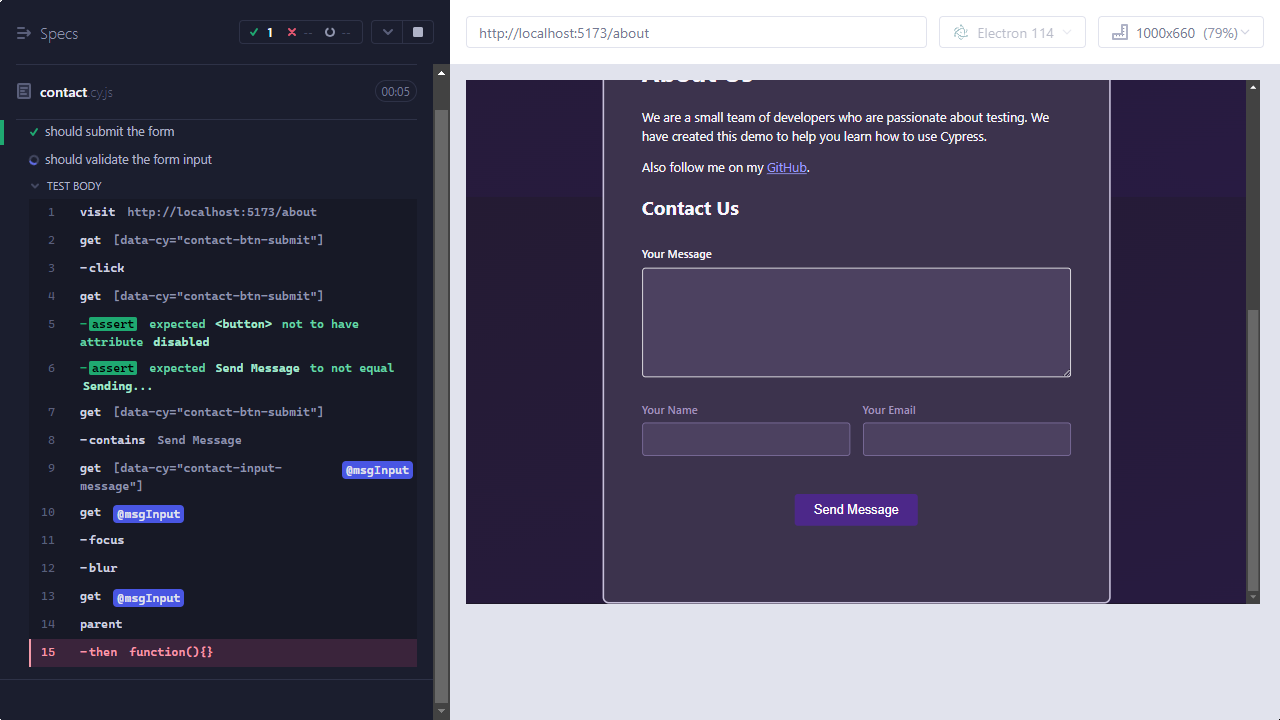 Specs
1
--
--
contact.cy.js
00:05
should submit the form
should validate the form input
TEST BODY
1 visit http://localhost:5173/about
2 get [data-cy="contact-btn-submit"]
3 -click
4 get [data-cy="contact-btn-submit"]
5 -assert expected <button> not to have
attribute disabled
6 -assert expected Send Message to not equal
Sending...
7 get [data-cy="contact-btn-submit"]
8 -contains Send Message
9 get [data-cy="contact-input-
message"] @msgInput
10 get @msgInput
11 -focus
12 -blur
13 get @msgInput
14 parent
15 -then function(){}
http://localhost:5173/about
Electron 114
1000x660 (79%)
About Us
We are a small team of developers who are passionate about testing. We
have created this demo to help you learn how to use Cypress.
Also follow me on my GitHub.
Contact Us
Your Message
Your Name
Your Email
Send Message